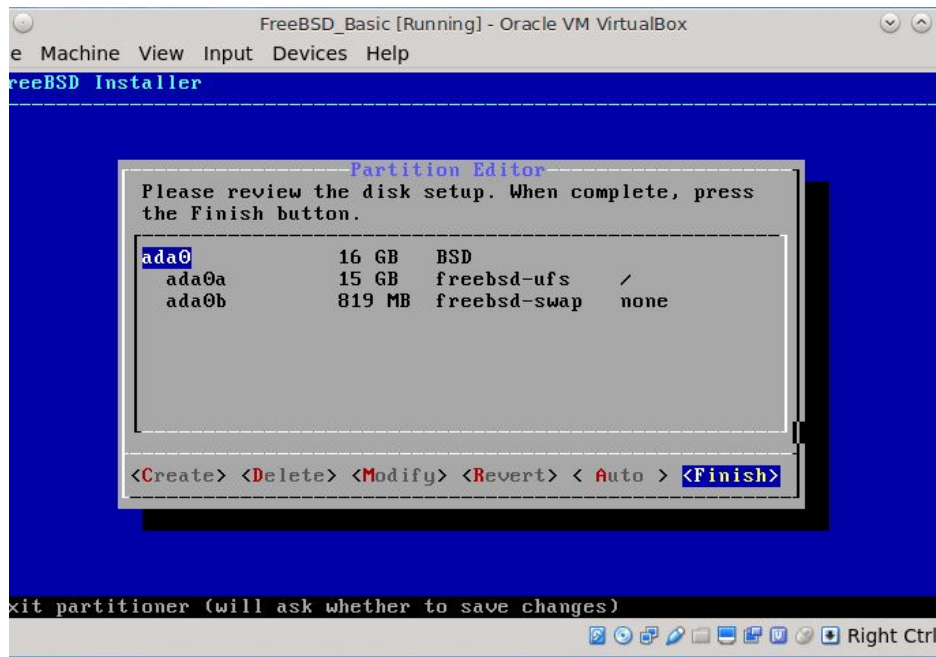 FreeBSD_Basic [Running] - Oracle VM VirtualBox
e Machine View Input Devices Help
reeBSD Installer
Partition Editor
Please review the disk setup. When complete, press
the Finish button.
ada0 16 GB BSD
ada0a 15 GB freebsd-ufs /
ada0b 819 MB freebsd-swap none
<Create> <Delete> <Modify> <Revert> < Auto > <Finish>
xit partitioner (will ask whether to save changes)
Right Ctrl